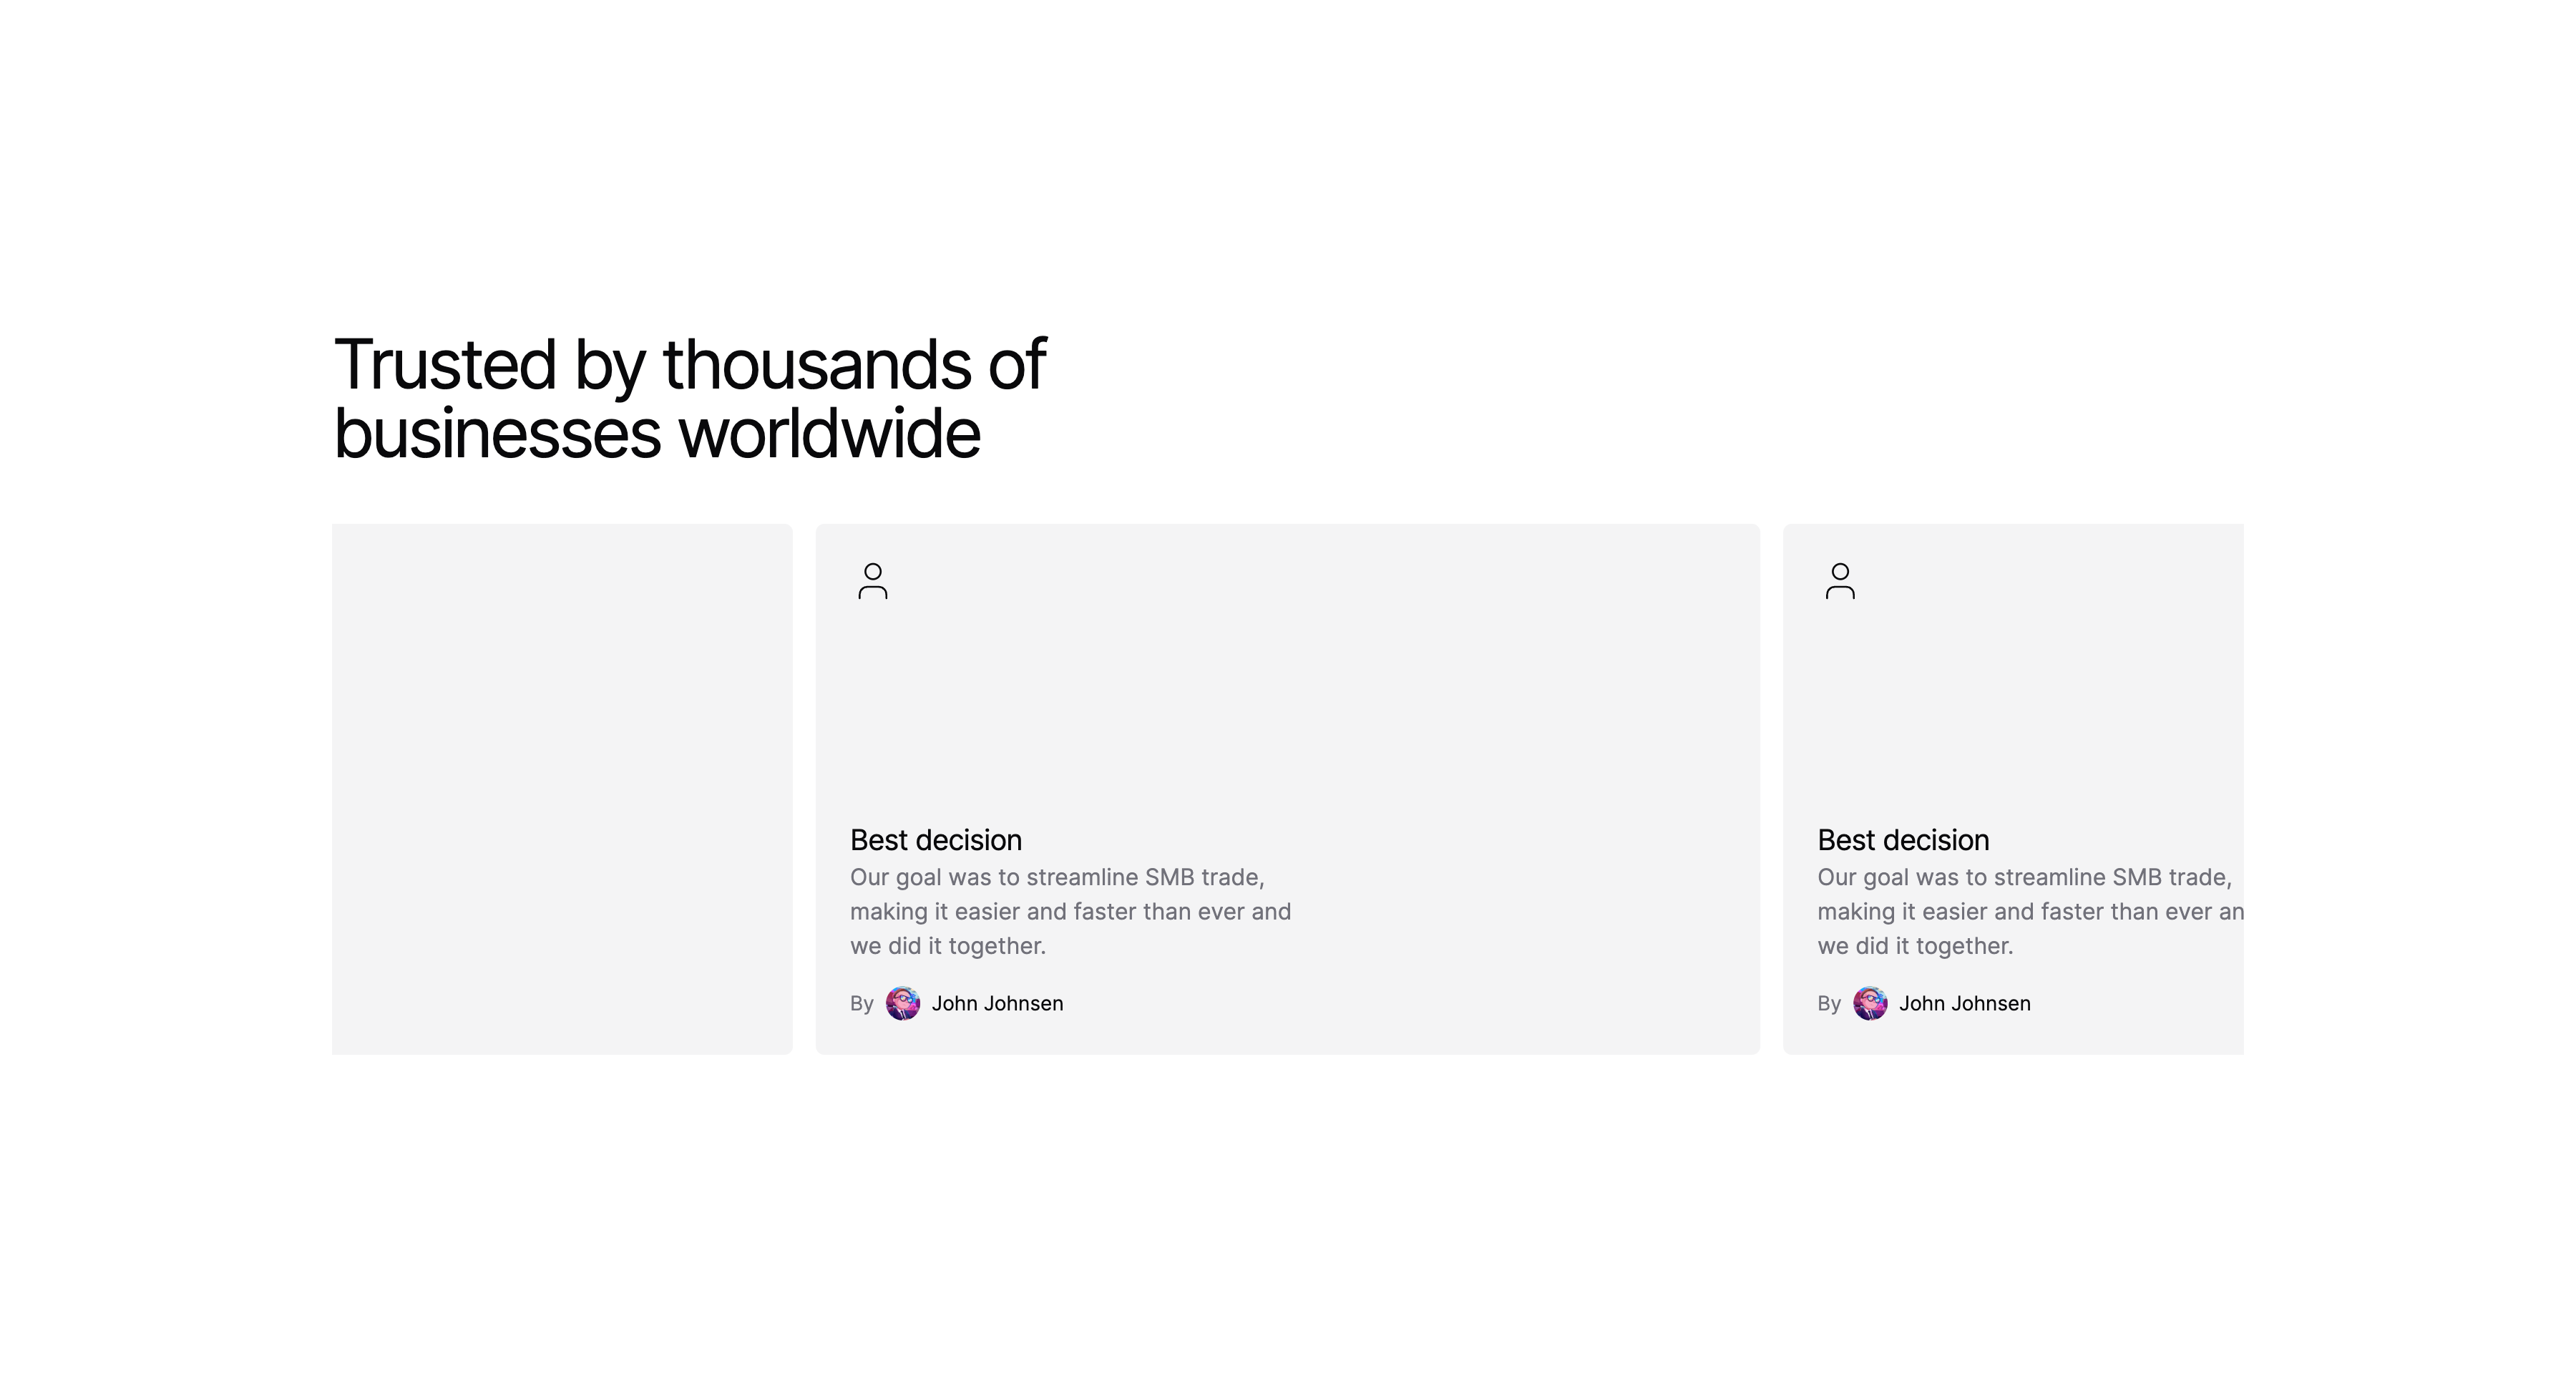 Trusted by thousands of
businesses worldwide
Best decision
Our goal was to streamline SMB trade,
making it easier and faster than ever and
we did it together.
By John Johnsen
Best decision
Our goal was to streamline SMB trade,
making it easier and faster than ever an
we did it together.
By John Johnsen